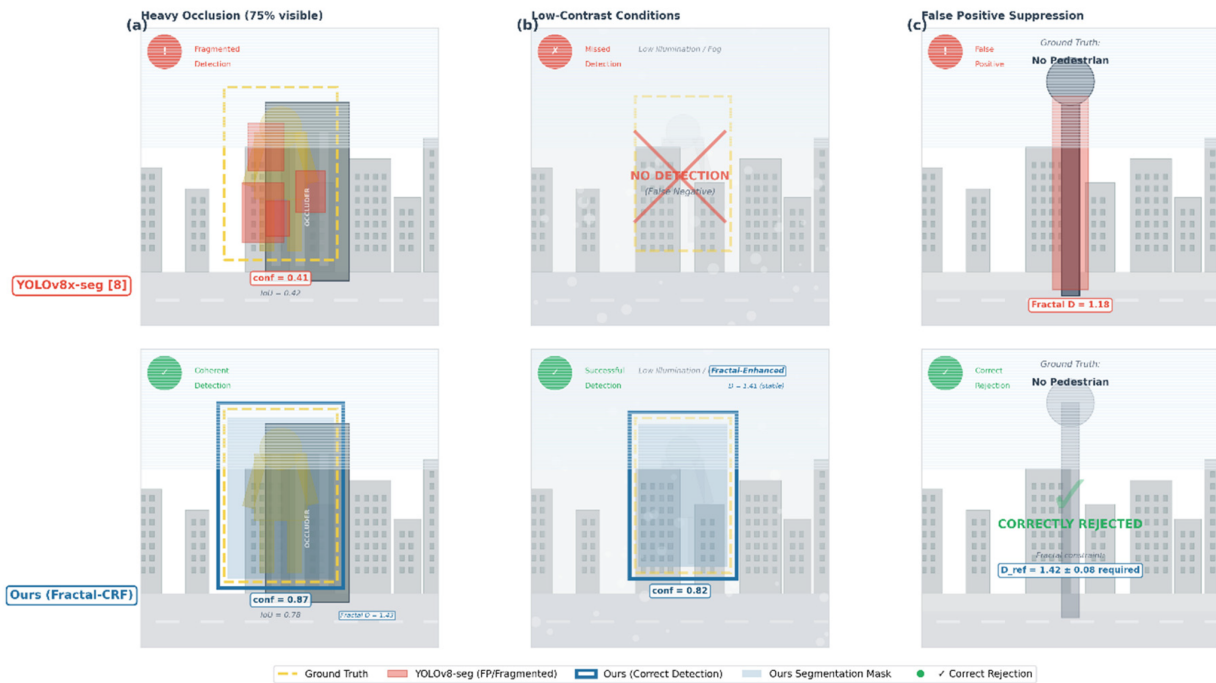 (a)
Heavy Occlusion (75% visible)
(b)
Low-Contrast Conditions
(c)
False Positive Suppression
!
Fragmented
Detection
OCCLUDER
conf = 0.41
IoU = 0.42
✗
Missed
Detection
Low Illumination / Fog
NO DETECTION
(False Negative)
!
False
Positive
Ground Truth:
No Pedestrian
Fractal D = 1.18
YOLOv8x-seg [8]
✓
Coherent
Detection
OCCLUDER
conf = 0.87
IoU = 0.78
Fractal D = 1.43
✓
Successful
Detection
Low Illumination / Fractal-Enhanced
D = 1.41 (stable)
conf = 0.82
✓
Correct
Rejection
Ground Truth:
No Pedestrian
✓
CORRECTLY REJECTED
Fractal constraints
D_ref = 1.42 ± 0.08 required
Ours (Fractal-CRF)
Ground Truth
YOLOv8-seg (FP/Fragmented)
Ours (Correct Detection)
Ours Segmentation Mask
✓ Correct Rejection